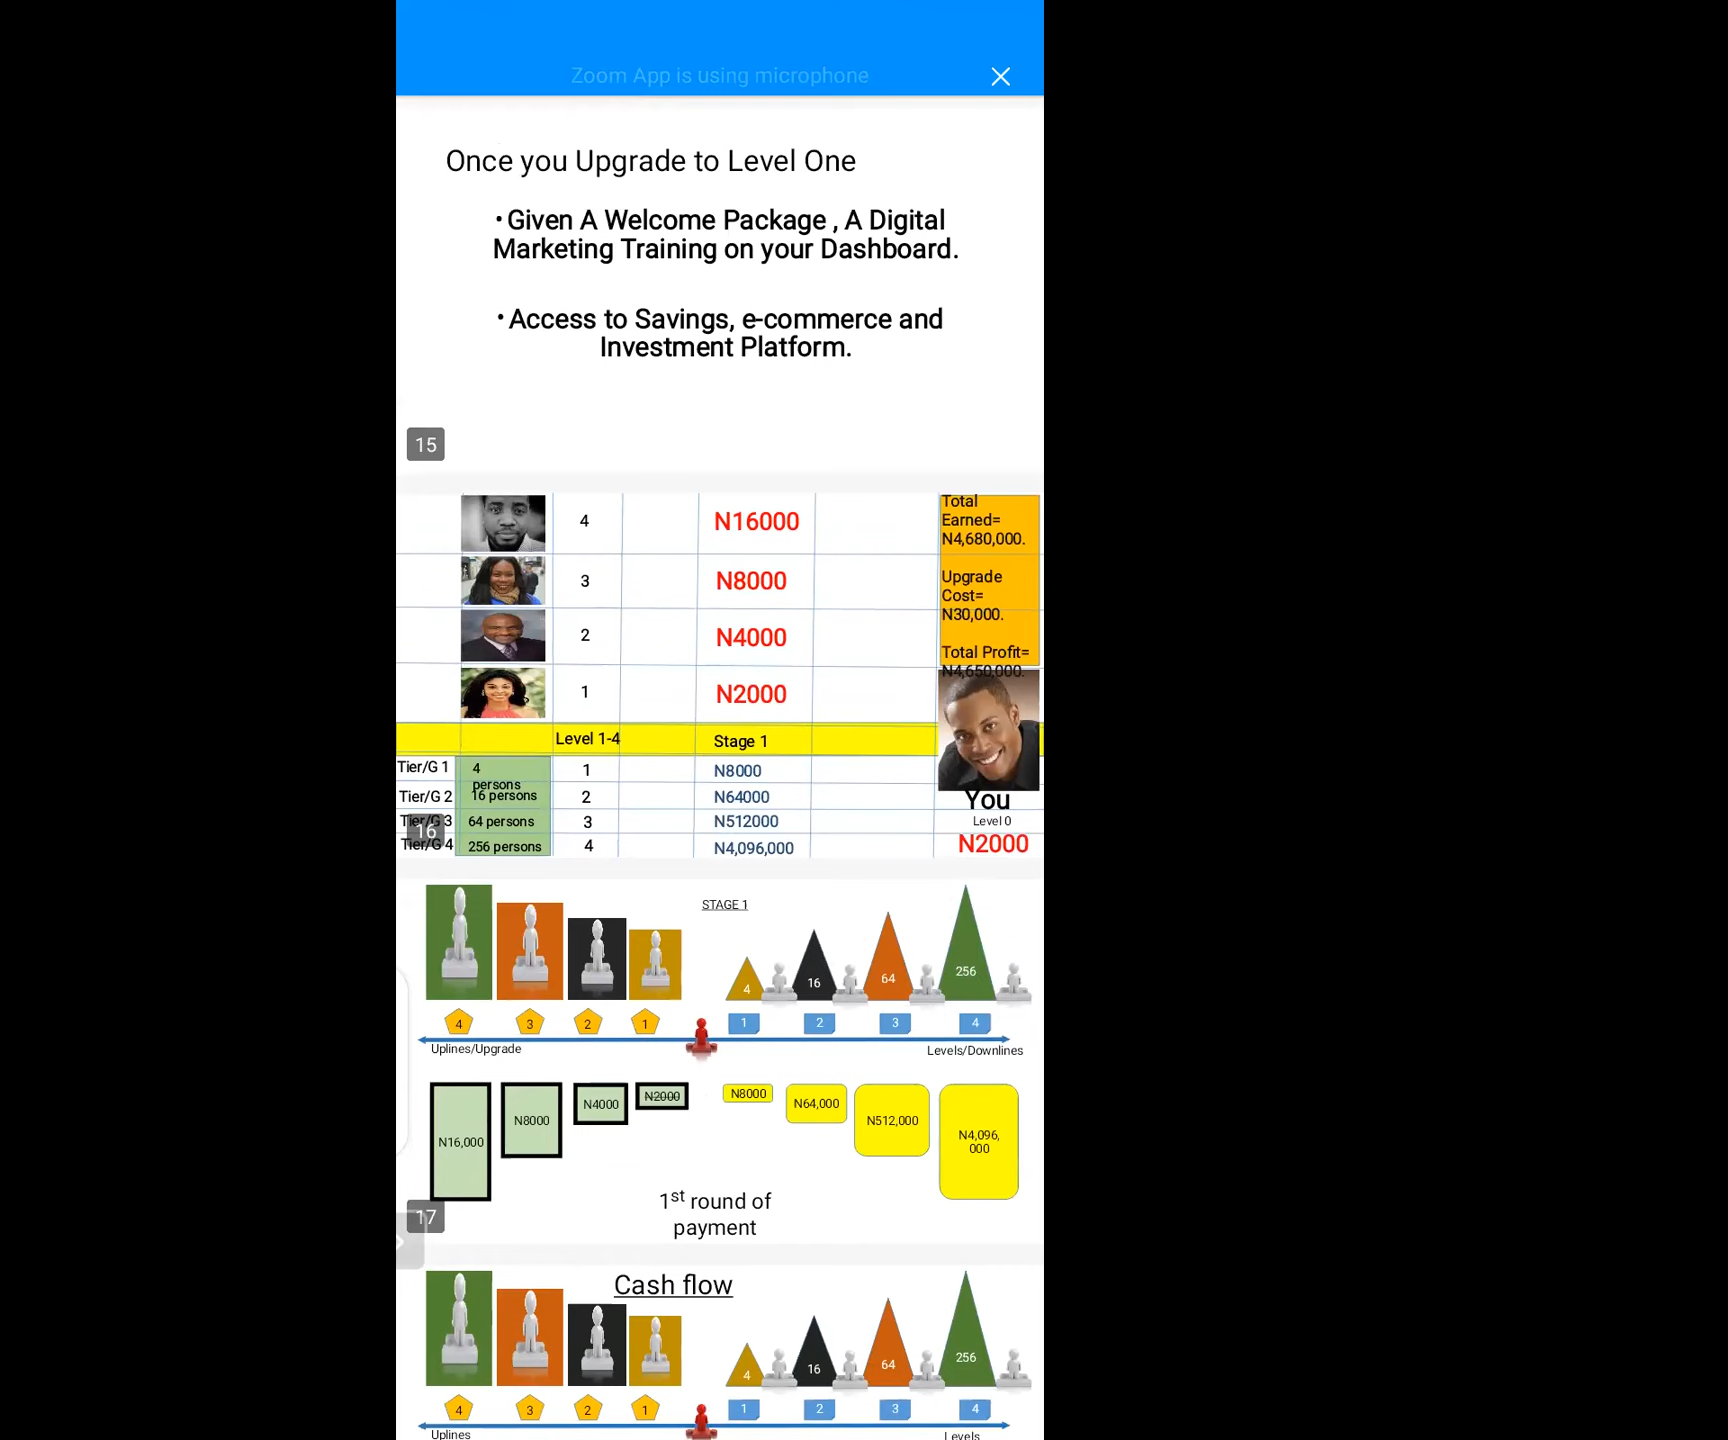 Zoom App is using microphone
Once you Upgrade to Level One
• Given A Welcome Package , A Digital
Marketing Training on your Dashboard.
• Access to Savings, e-commerce and
Investment Platform.
15
4 N16000
3 N8000
2 N4000
1 N2000
Total
Earned=
N4,680,000.
Upgrade
Cost=
N30,000.
Total Profit=
N4,650,000.
Level 1-4 Stage 1
Tier/G 1 4 persons 1 N8000
Tier/G 2 16 persons 2 N64000
Tier/G 3 64 persons 3 N512000
Tier/G 4 256 persons 4 N4,096,000
You
Level 0
N2000
16
STAGE 1
4 16 64 256
4 3 2 1 1 2 3 4
Uplines/Upgrade Levels/Downlines
N16,000 N8000 N4000 N2000 N8000 N64,000 N512,000 N4,096,
000
1st round of
payment
17
Cash flow
4 16 64 256
4 3 2 1 1 2 3 4
Uplines Levels